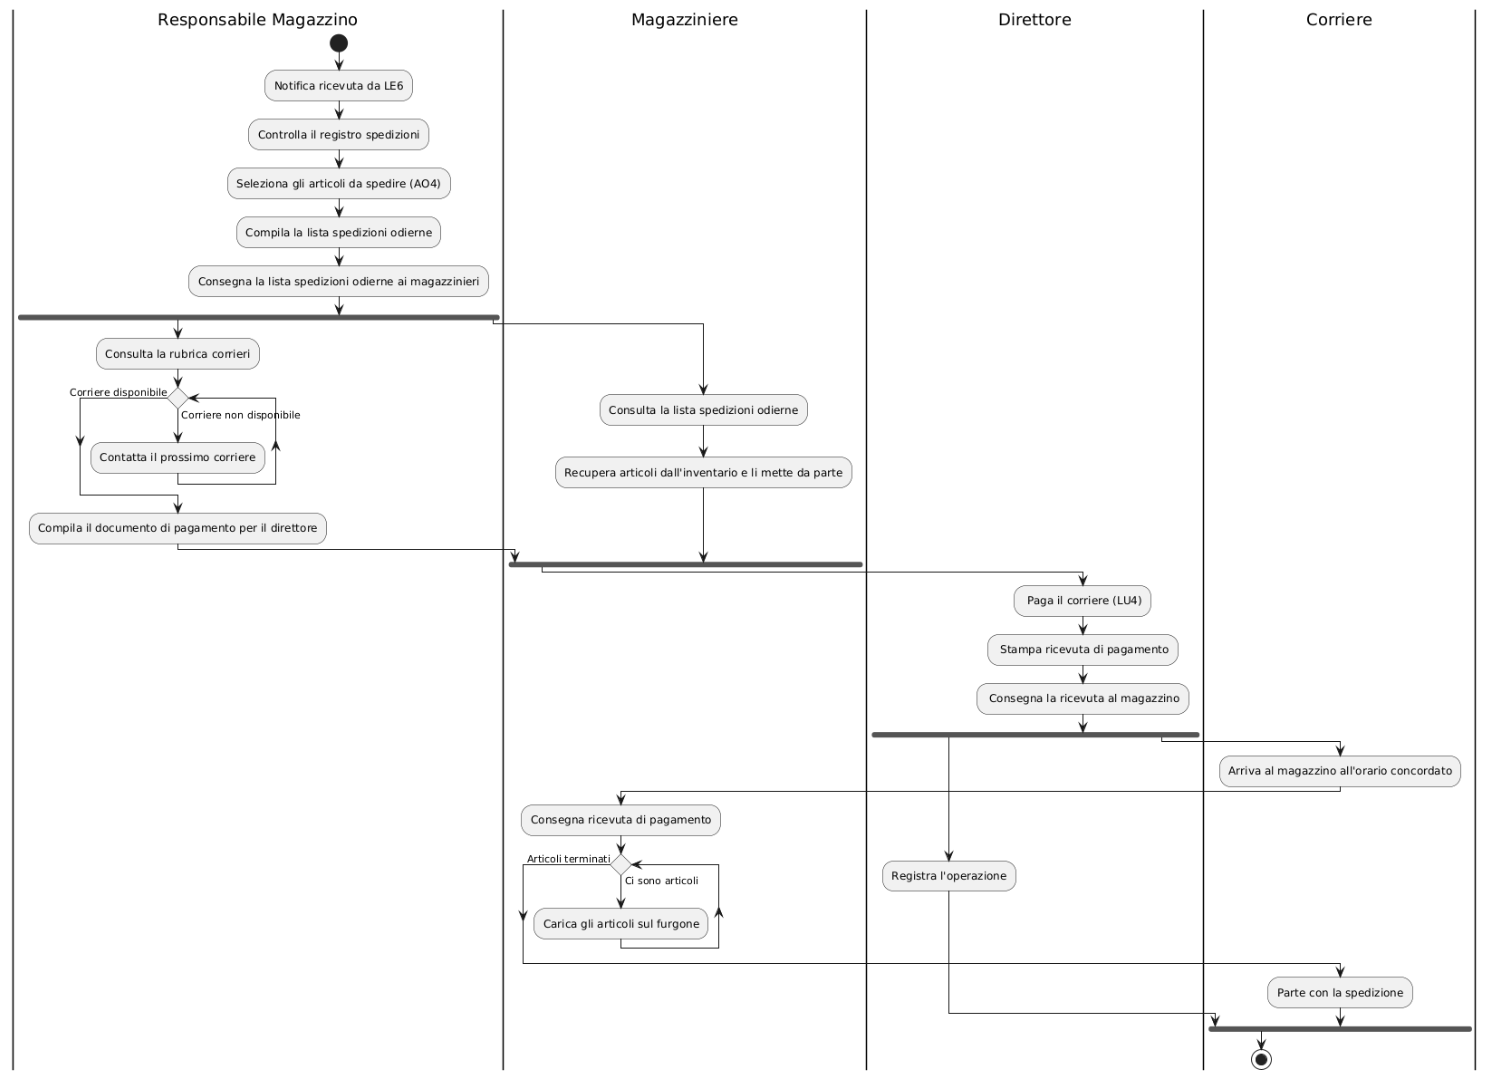 Responsabile Magazzino
Magazziniere
Direttore
Corriere
Notifica ricevuta da LE6
Controlla il registro spedizioni
Seleziona gli articoli da spedire (AO4)
Compila la lista spedizioni odierne
Consegna la lista spedizioni odierne ai magazzinieri
Consulta la rubrica corrieri
Corriere disponibile
Corriere non disponibile
Contatta il prossimo corriere
Compila il documento di pagamento per il direttore
Consulta la lista spedizioni odierne
Recupera articoli dall'inventario e li mette da parte
Paga il corriere (LU4)
Stampa ricevuta di pagamento
Consegna la ricevuta al magazzino
Arriva al magazzino all'orario concordato
Consegna ricevuta di pagamento
Articoli terminati
Ci sono articoli
Carica gli articoli sul furgone
Registra l'operazione
Parte con la spedizione